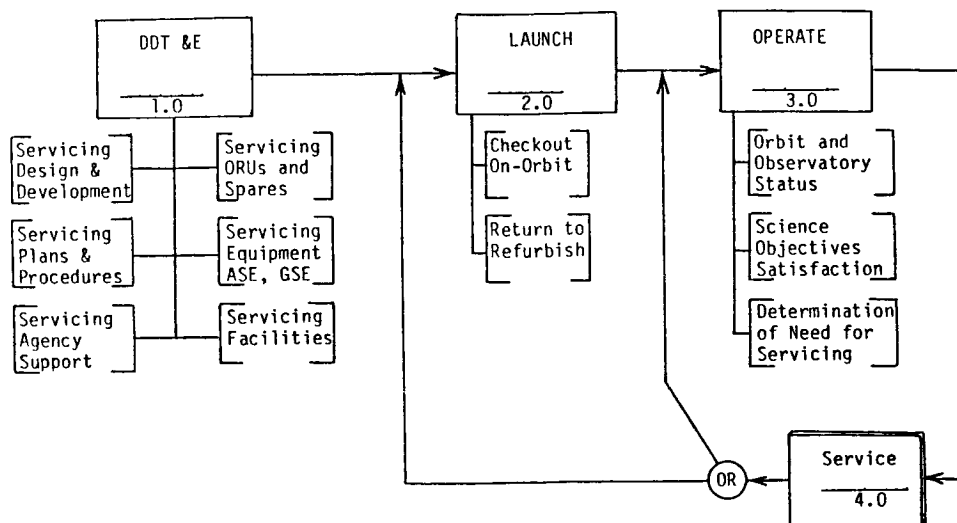 DDT &E
1.0
LAUNCH
2.0
OPERATE
3.0
Servicing
Design &
Development
Servicing
ORUs and
Spares
Servicing
Plans &
Procedures
Servicing
Equipment
ASE, GSE
Servicing
Agency
Support
Servicing
Facilities
Checkout
On-Orbit
Return to
Refurbish
Orbit and
Observatory
Status
Science
Objectives
Satisfaction
Determination
of Need for
Servicing
OR
Service
4.0